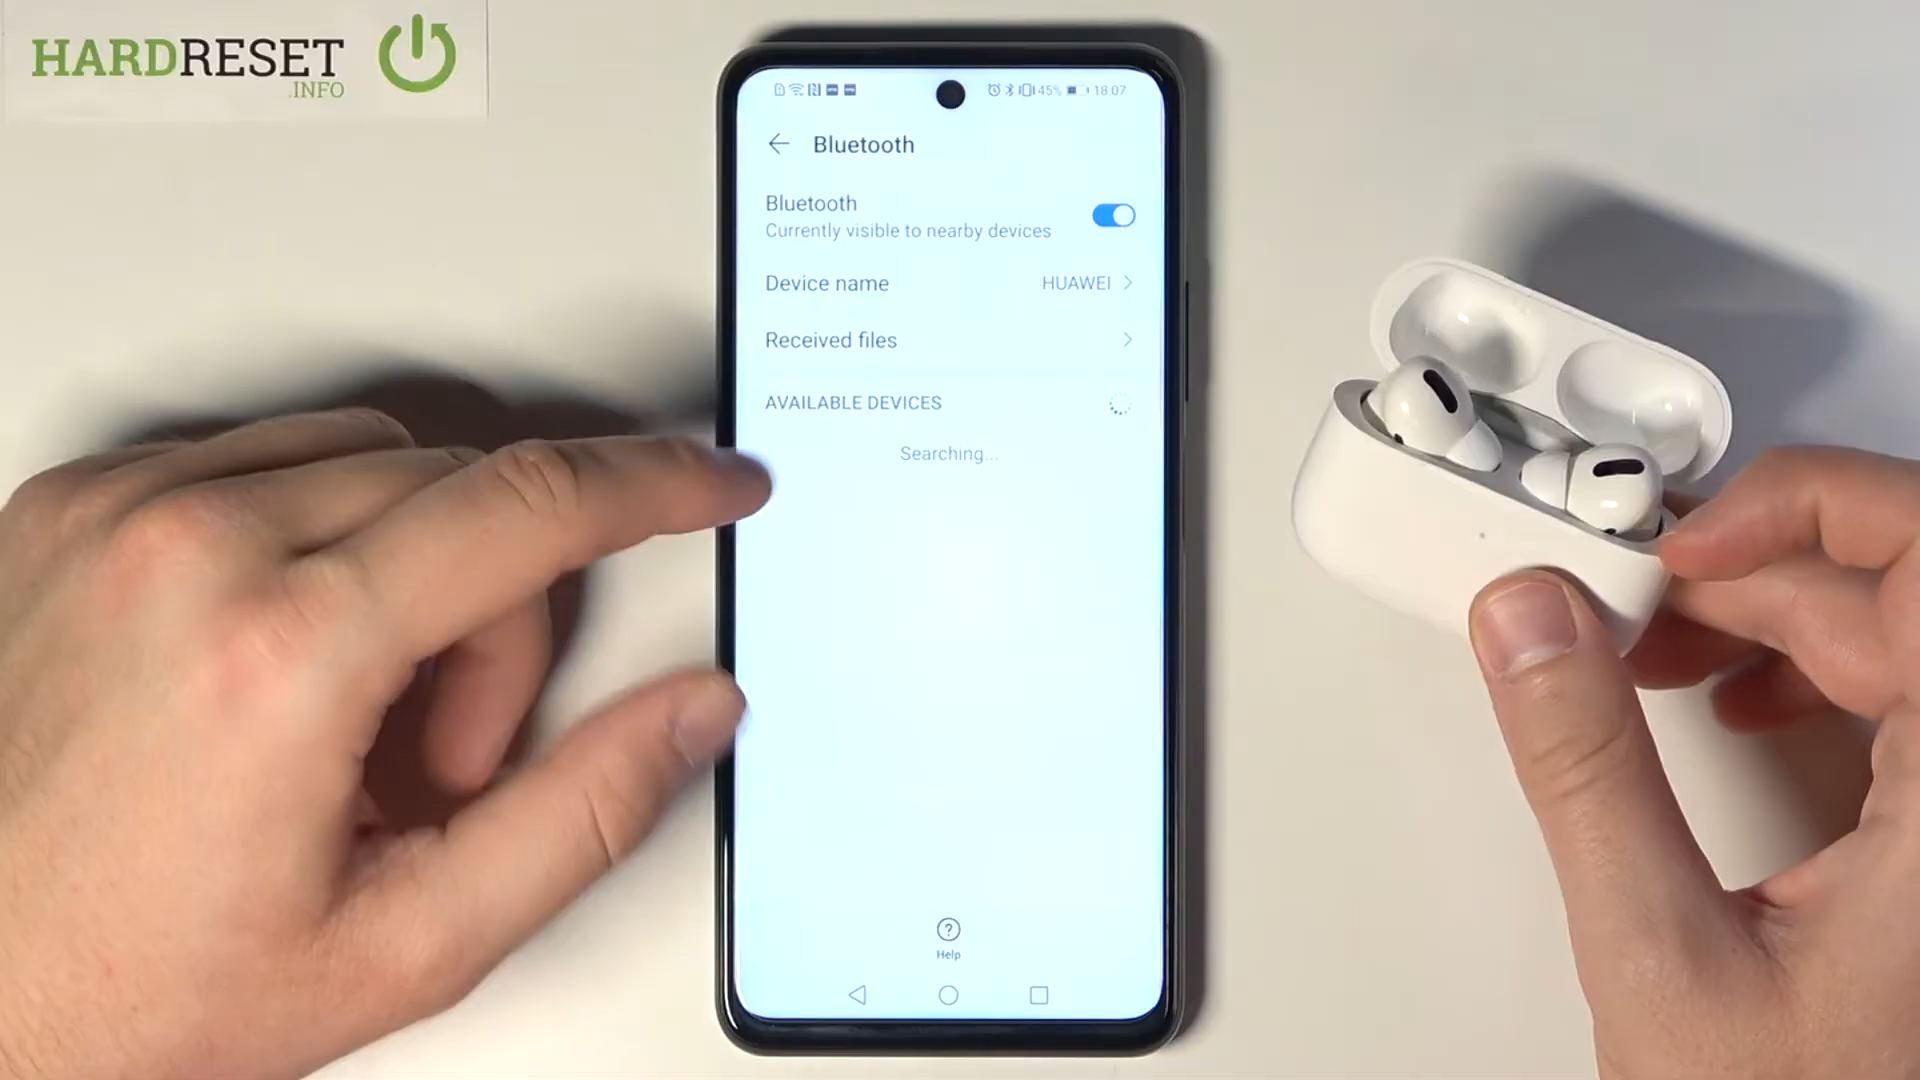 HARDRESET
.INFO
45% 18.07
Bluetooth
Bluetooth
Currently visible to nearby devices
Device name HUAWEI
Received files
AVAILABLE DEVICES
Searching...
Help